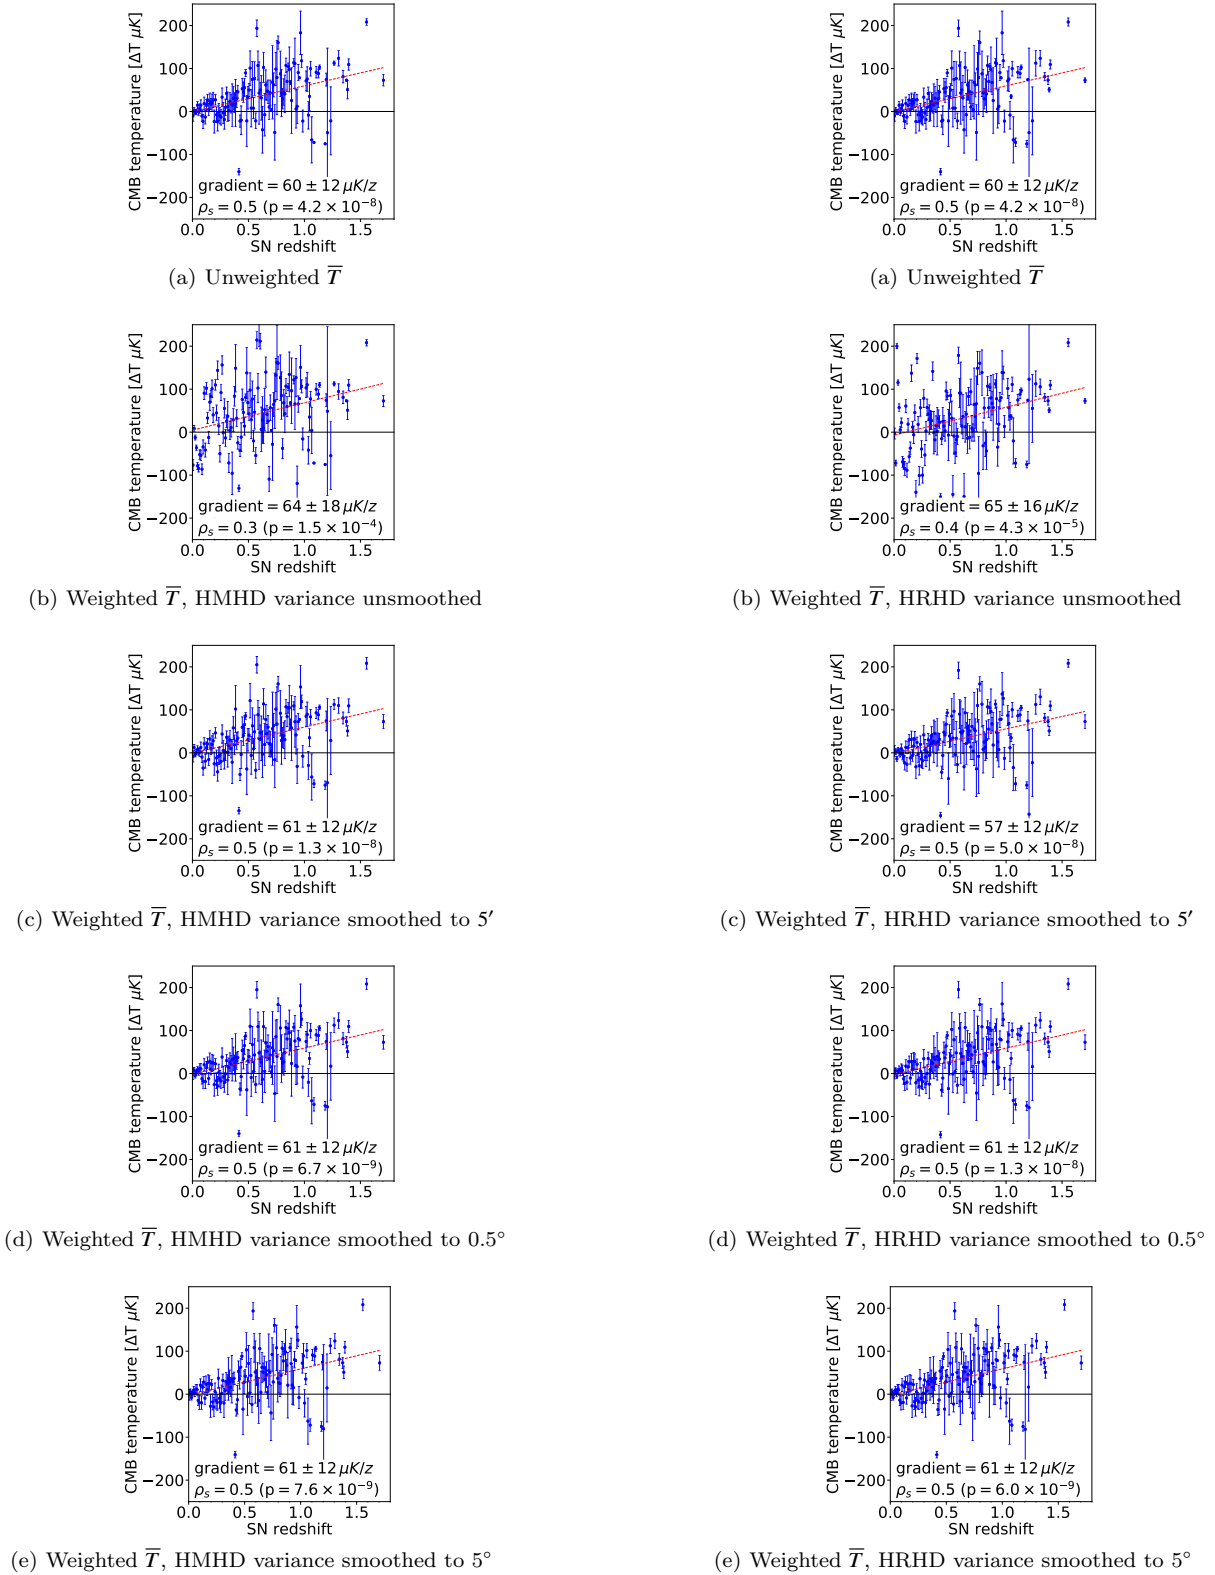 CMB temperature [ΔT μK]
200
100
0
−100
−200
gradient = 60 ± 12 μK/z
ρs = 0.5 (p = 4.2 × 10⁻⁸)
0.0 0.5 1.0 1.5
SN redshift
(a) Unweighted T̅
CMB temperature [ΔT μK]
200
100
0
−100
−200
gradient = 60 ± 12 μK/z
ρs = 0.5 (p = 4.2 × 10⁻⁸)
0.0 0.5 1.0 1.5
SN redshift
(a) Unweighted T̅
CMB temperature [ΔT μK]
200
100
0
−100
−200
gradient = 64 ± 18 μK/z
ρs = 0.3 (p = 1.5 × 10⁻⁴)
0.0 0.5 1.0 1.5
SN redshift
(b) Weighted T̅, HMHD variance unsmoothed
CMB temperature [ΔT μK]
200
100
0
−100
−200
gradient = 65 ± 16 μK/z
ρs = 0.4 (p = 4.3 × 10⁻⁵)
0.0 0.5 1.0 1.5
SN redshift
(b) Weighted T̅, HRHD variance unsmoothed
CMB temperature [ΔT μK]
200
100
0
−100
−200
gradient = 61 ± 12 μK/z
ρs = 0.5 (p = 1.3 × 10⁻⁸)
0.0 0.5 1.0 1.5
SN redshift
(c) Weighted T̅, HMHD variance smoothed to 5′
CMB temperature [ΔT μK]
200
100
0
−100
−200
gradient = 57 ± 12 μK/z
ρs = 0.5 (p = 5.0 × 10⁻⁸)
0.0 0.5 1.0 1.5
SN redshift
(c) Weighted T̅, HRHD variance smoothed to 5′
CMB temperature [ΔT μK]
200
100
0
−100
−200
gradient = 61 ± 12 μK/z
ρs = 0.5 (p = 6.7 × 10⁻⁹)
0.0 0.5 1.0 1.5
SN redshift
(d) Weighted T̅, HMHD variance smoothed to 0.5°
CMB temperature [ΔT μK]
200
100
0
−100
−200
gradient = 61 ± 12 μK/z
ρs = 0.5 (p = 1.3 × 10⁻⁸)
0.0 0.5 1.0 1.5
SN redshift
(d) Weighted T̅, HRHD variance smoothed to 0.5°
CMB temperature [ΔT μK]
200
100
0
−100
−200
gradient = 61 ± 12 μK/z
ρs = 0.5 (p = 7.6 × 10⁻⁹)
0.0 0.5 1.0 1.5
SN redshift
(e) Weighted T̅, HMHD variance smoothed to 5°
CMB temperature [ΔT μK]
200
100
0
−100
−200
gradient = 61 ± 12 μK/z
ρs = 0.5 (p = 6.0 × 10⁻⁹)
0.0 0.5 1.0 1.5
SN redshift
(e) Weighted T̅, HRHD variance smoothed to 5°